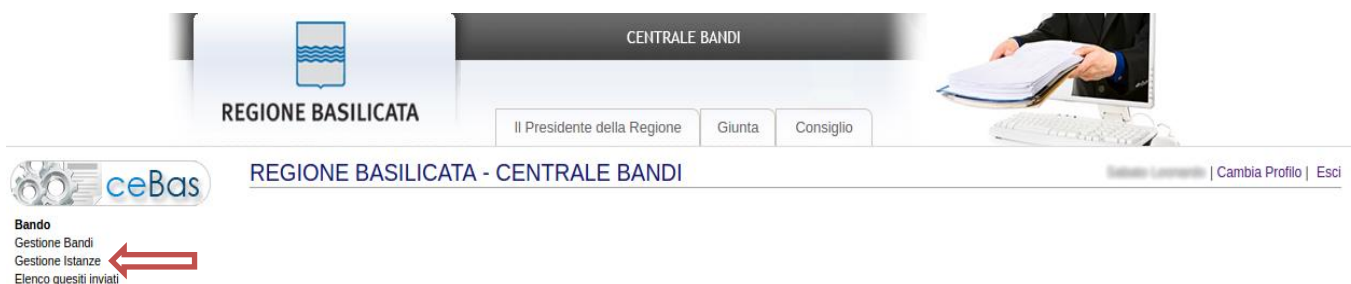 CENTRALE BANDI
REGIONE BASILICATA
Il Presidente della Regione
Giunta
Consiglio
ceBas
REGIONE BASILICATA - CENTRALE BANDI
| Cambia Profilo | Esci
Bando
Gestione Bandi
Gestione Istanze
Elenco quesiti inviati